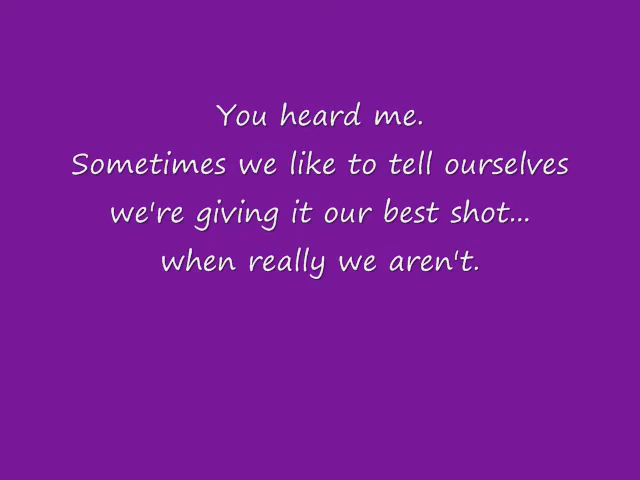 You heard me.
Sometimes we like to tell ourselves
we're giving it our best shot...
when really we aren't.